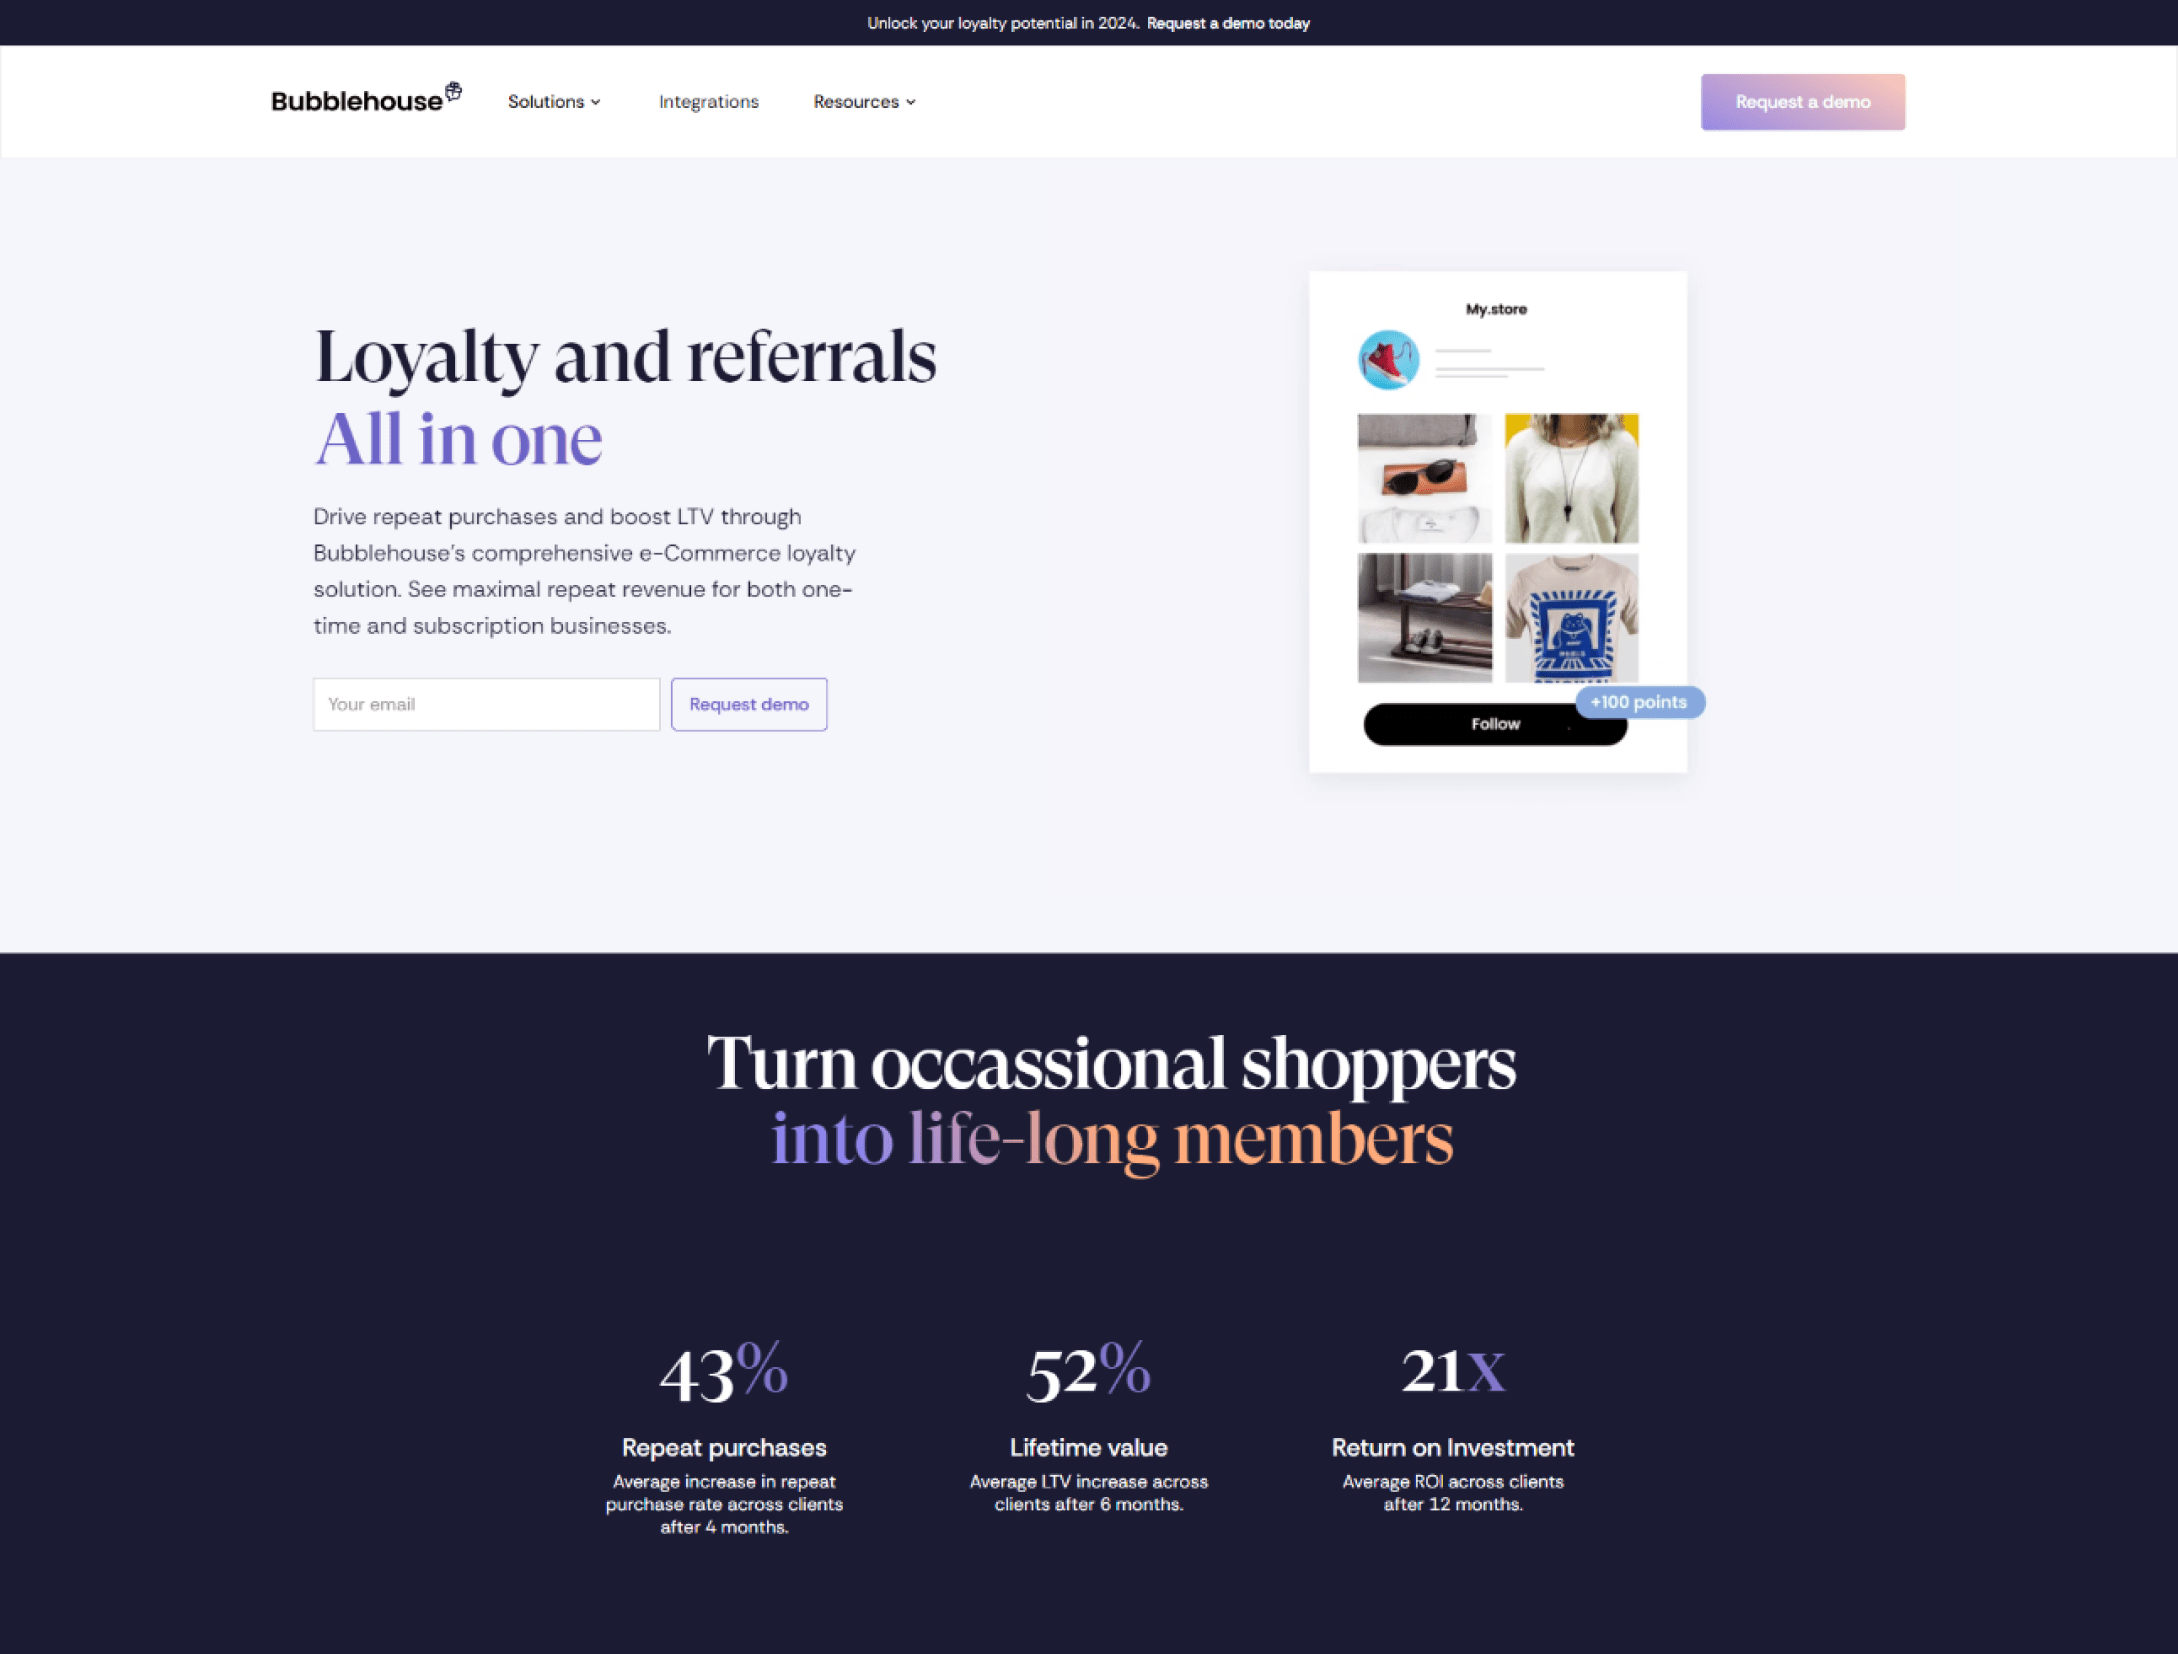 Unlock your loyalty potential in 2024. Request a demo today
Bubblehouse
Solutions
Integrations
Resources
Request a demo
Loyalty and referrals
All in one
Drive repeat purchases and boost LTV through
Bubblehouse's comprehensive e-Commerce loyalty
solution. See maximal repeat revenue for both one-
time and subscription businesses.
Your email
Request demo
My.store
+100 points
Follow
Turn occassional shoppers
into life-long members
43%
Repeat purchases
Average increase in repeat
purchase rate across clients
after 4 months.
52%
Lifetime value
Average LTV increase across
clients after 6 months.
21x
Return on Investment
Average ROI across clients
after 12 months.